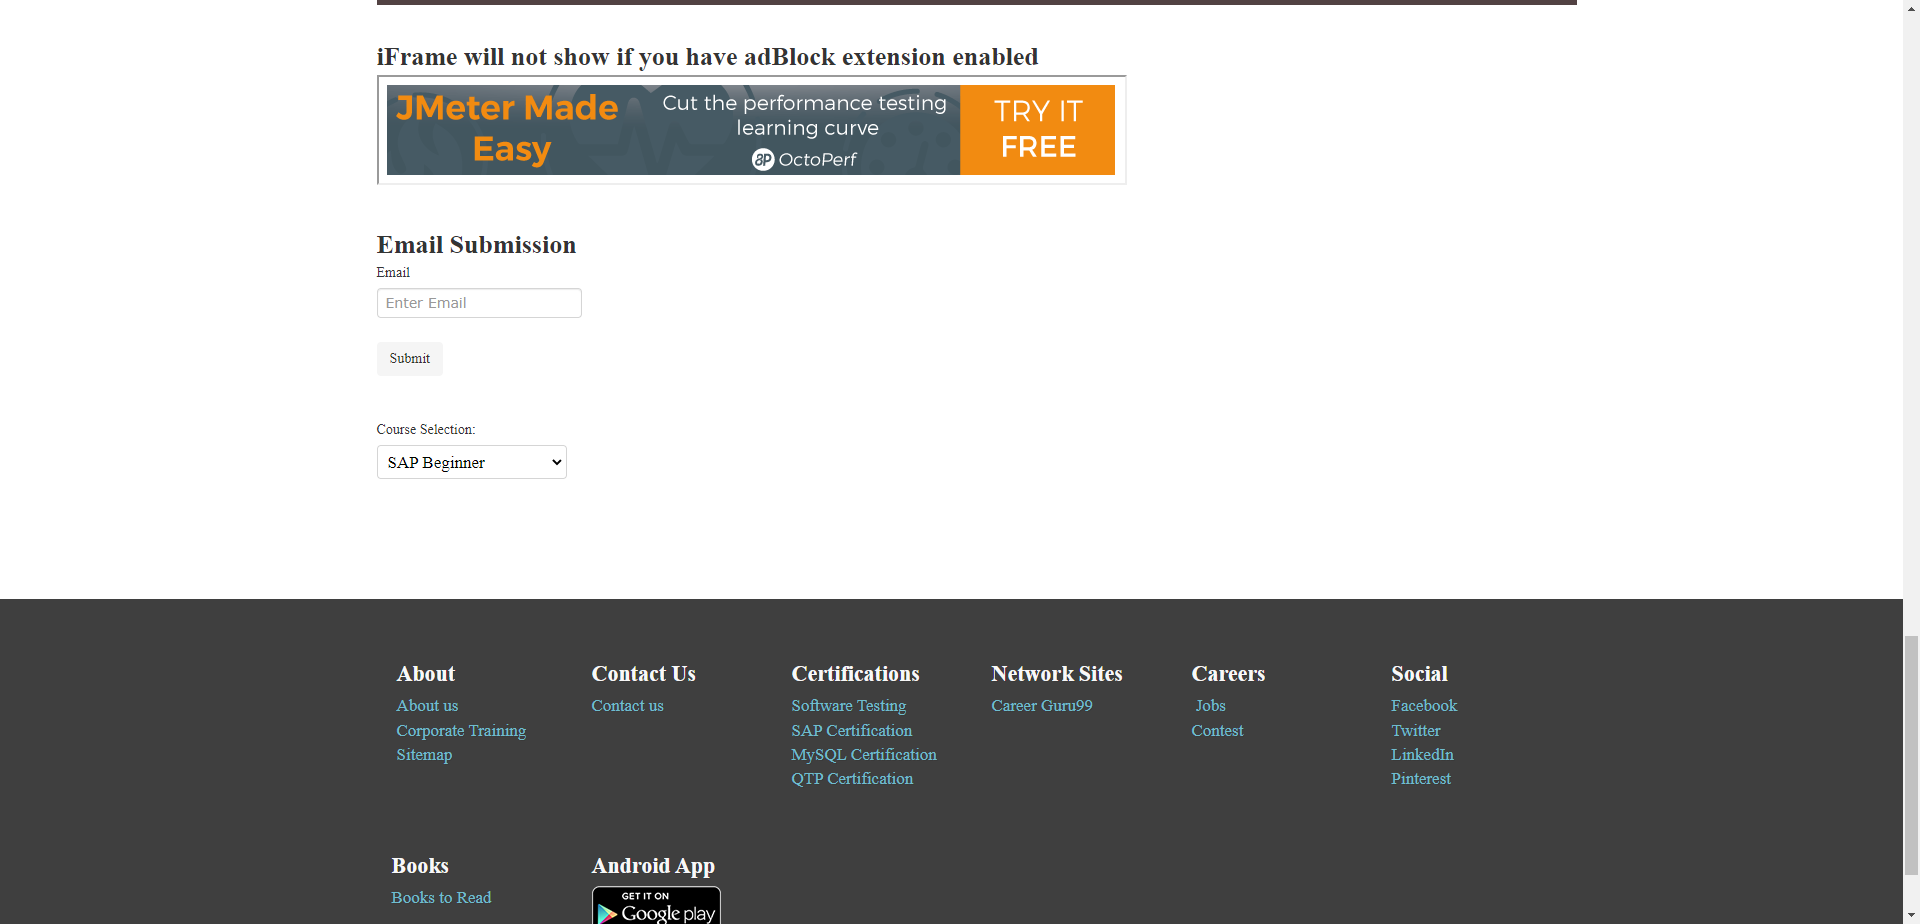 iFrame will not show if you have adBlock extension enabled
JMeter Made
Easy
Cut the performance testing
learning curve
OctoPerf
TRY IT
FREE
Email Submission
Email
Enter Email
Submit
Course Selection:
SAP Beginner
About
About us
Corporate Training
Sitemap
Contact Us
Contact us
Certifications
Software Testing
SAP Certification
MySQL Certification
QTP Certification
Network Sites
Career Guru99
Careers
Jobs
Contest
Social
Facebook
Twitter
LinkedIn
Pinterest
Books
Books to Read
Android App
GET IT ON
Google play